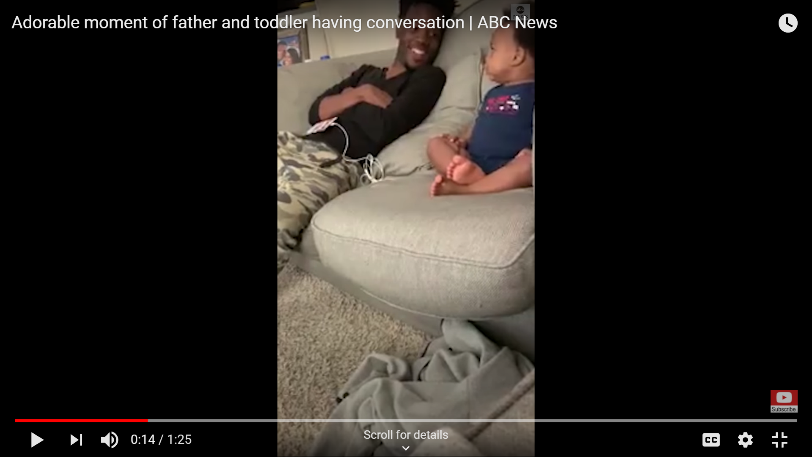 Adorable moment of father and toddler having conversation | ABC News
Subscribe
0:14 / 1:25
Scroll for details
CC